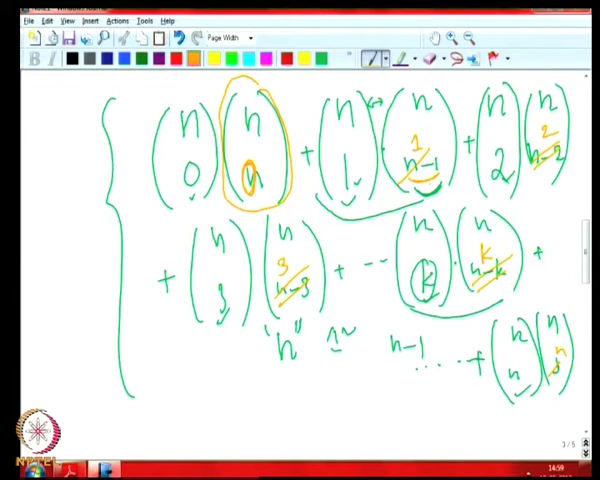 File Edit View Insert Actions Tools Help
Page Width
B I
(n 0) (n n) + (n 1) ↔ · (n n-1 1) + (n 2) (n n-2 2)
+ (n 3) (n n-3 3) + -- (n k) · (n n-k k) +
"n" 1 n-1 .... + (n n) (n n)
NPTEL
3/5
14:59